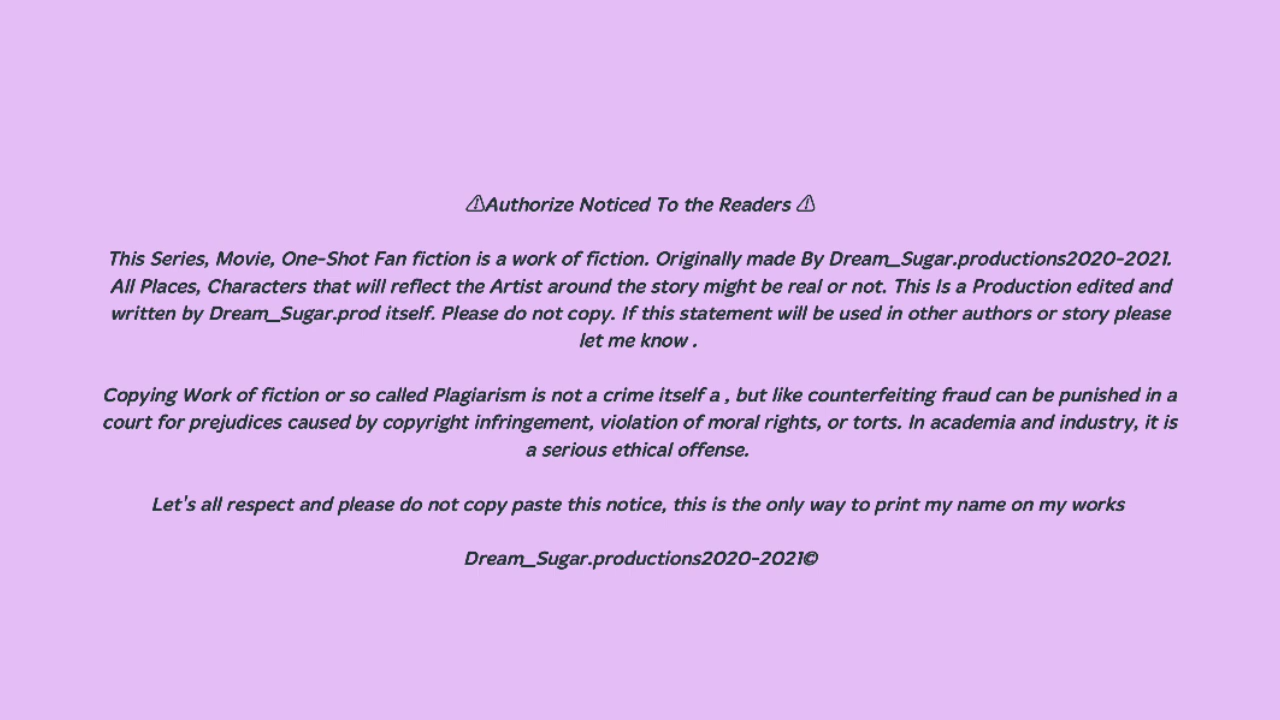 ⚠Authorize Noticed To the Readers ⚠
This Series, Movie, One-Shot Fan fiction is a work of fiction. Originally made By Dream_Sugar.productions2020-2021.
All Places, Characters that will reflect the Artist around the story might be real or not. This Is a Production edited and
written by Dream_Sugar.prod itself. Please do not copy. If this statement will be used in other authors or story please
let me know .
Copying Work of fiction or so called Plagiarism is not a crime itself a , but like counterfeiting fraud can be punished in a
court for prejudices caused by copyright infringement, violation of moral rights, or torts. In academia and industry, it is
a serious ethical offense.
Let's all respect and please do not copy paste this notice, this is the only way to print my name on my works
Dream_Sugar.productions2020-2021©